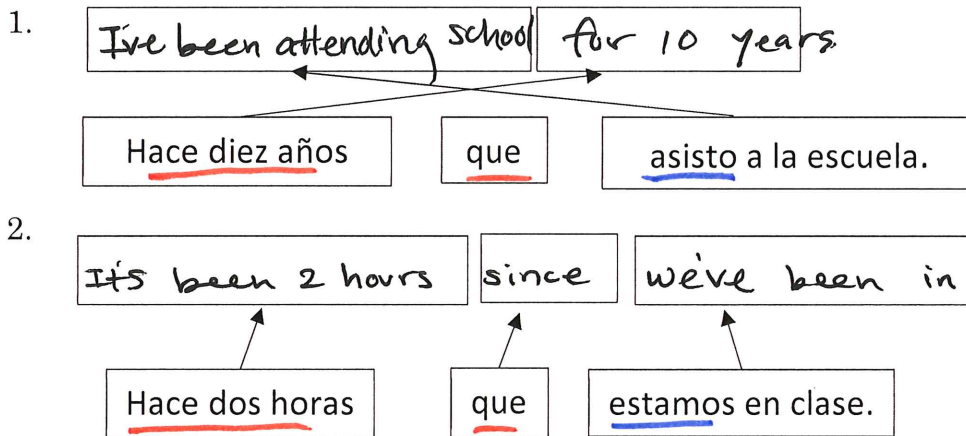 1. I've been attending school for 10 years.
Hace diez años que asisto a la escuela.
2.
It's been 2 hours since we've been in
Hace dos horas que estamos en clase.